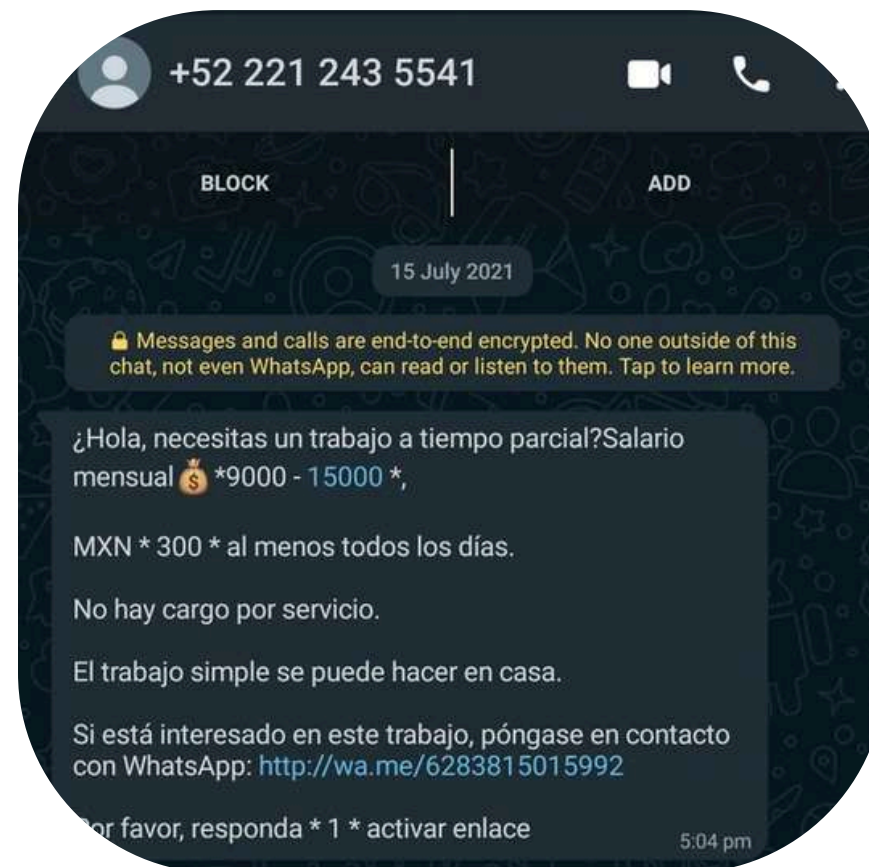 +52 221 243 5541
BLOCK
ADD
15 July 2021
Messages and calls are end-to-end encrypted. No one outside of this
chat, not even WhatsApp, can read or listen to them. Tap to learn more.
¿Hola, necesitas un trabajo a tiempo parcial?Salario
mensual💰*9000 - 15000 *,
MXN * 300 * al menos todos los días.
No hay cargo por servicio.
El trabajo simple se puede hacer en casa.
Si está interesado en este trabajo, póngase en contacto
con WhatsApp: http://wa.me/6283815015992
or favor, responda * 1 * activar enlace
5:04 pm